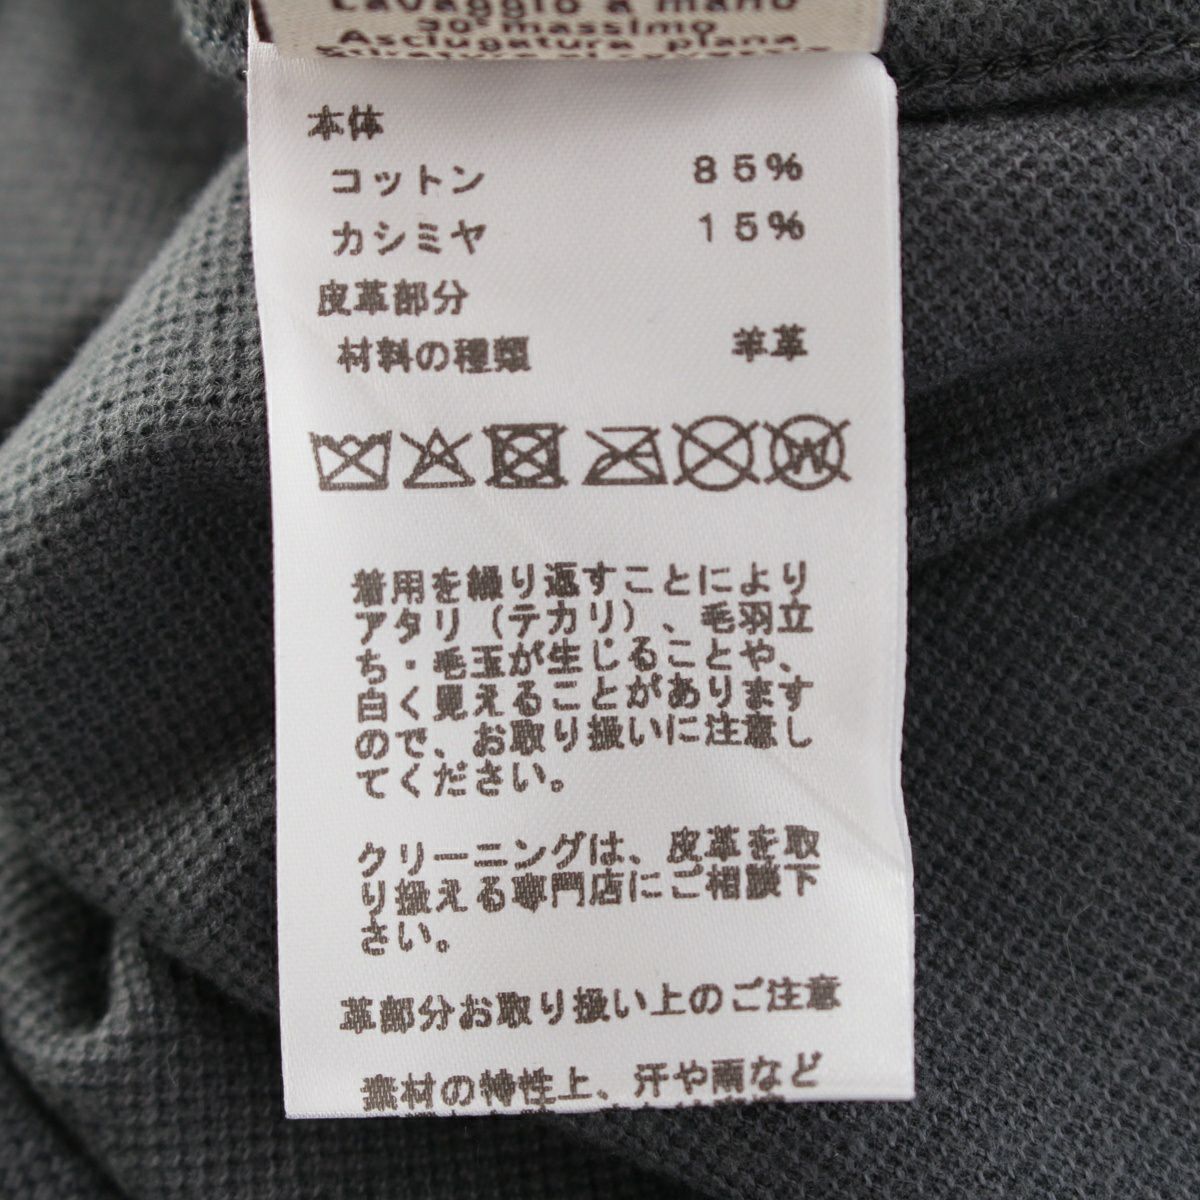 Lavaggio a mano
30° massimo
Asciugatura piana
本体
コットン 85%
カシミヤ 15%
皮革部分
材料の種類 羊革
W
着用を繰り返すことにより
アタリ（テカリ）、毛羽立
ち・毛玉が生じることや、
白く見えることがあります
ので、お取り扱いに注意し
てください。
クリーニングは、皮革を取
り扱える専門店にご相談下
さい。
革部分お取り扱い上のご注意
素材の特性上、汗や雨など